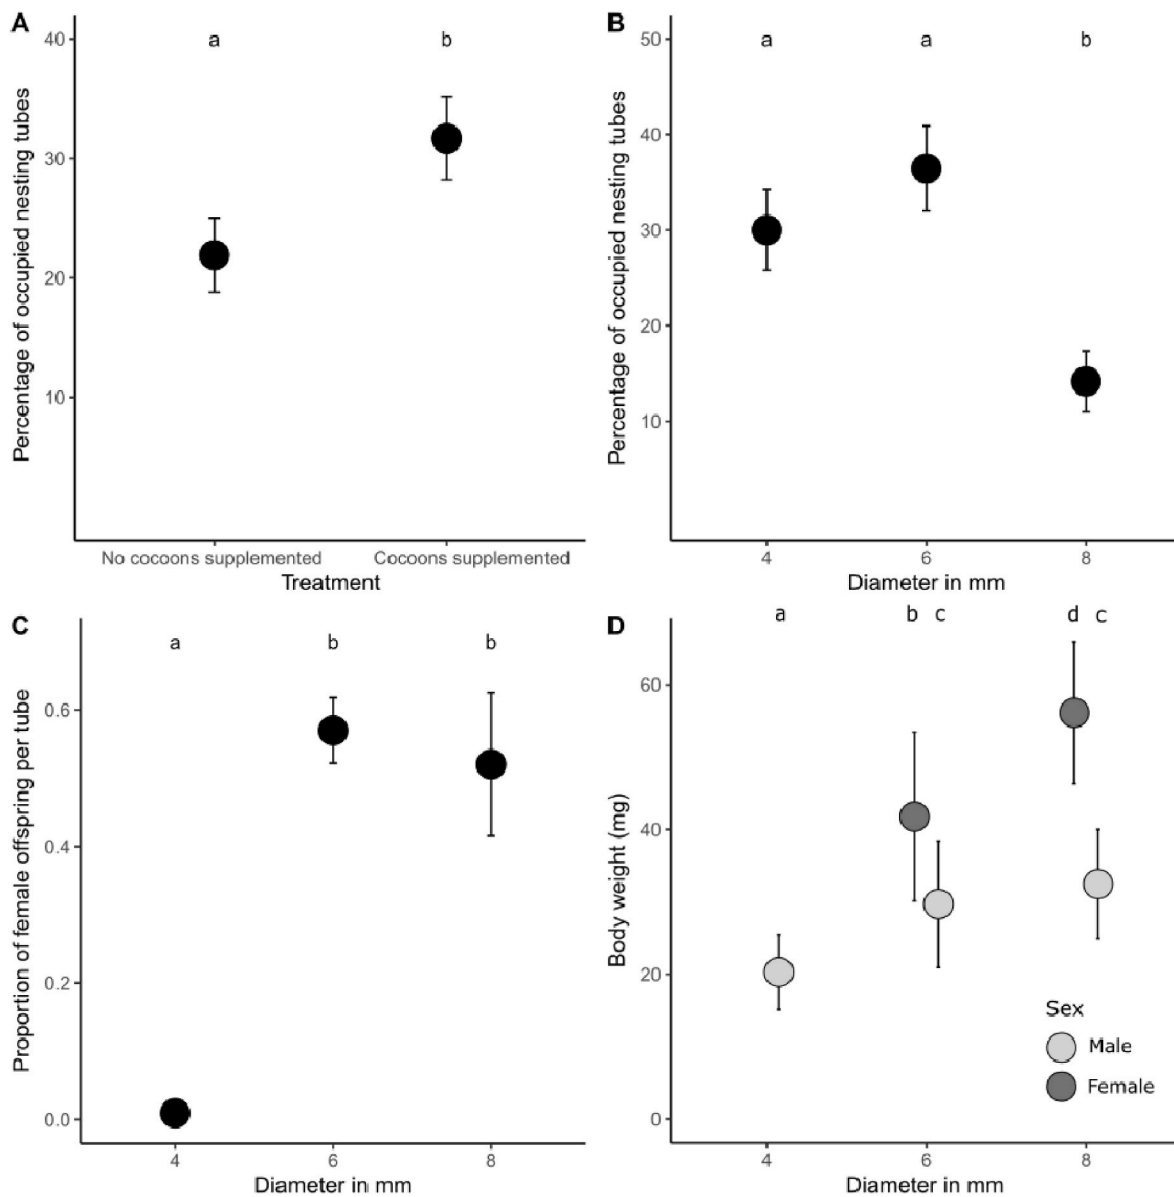 A
a
b
40
30
20
10
Percentage of occupied nesting tubes
No cocoons supplemented
Cocoons supplemented
Treatment
B
a
a
b
50
40
30
20
10
Percentage of occupied nesting tubes
4
6
8
Diameter in mm
C
a
b
b
0.6
0.4
0.2
0.0
Proportion of female offspring per tube
4
6
8
Diameter in mm
D
a
b
c
d
c
60
40
20
0
Body weight (mg)
Sex
Male
Female
4
6
8
Diameter in mm